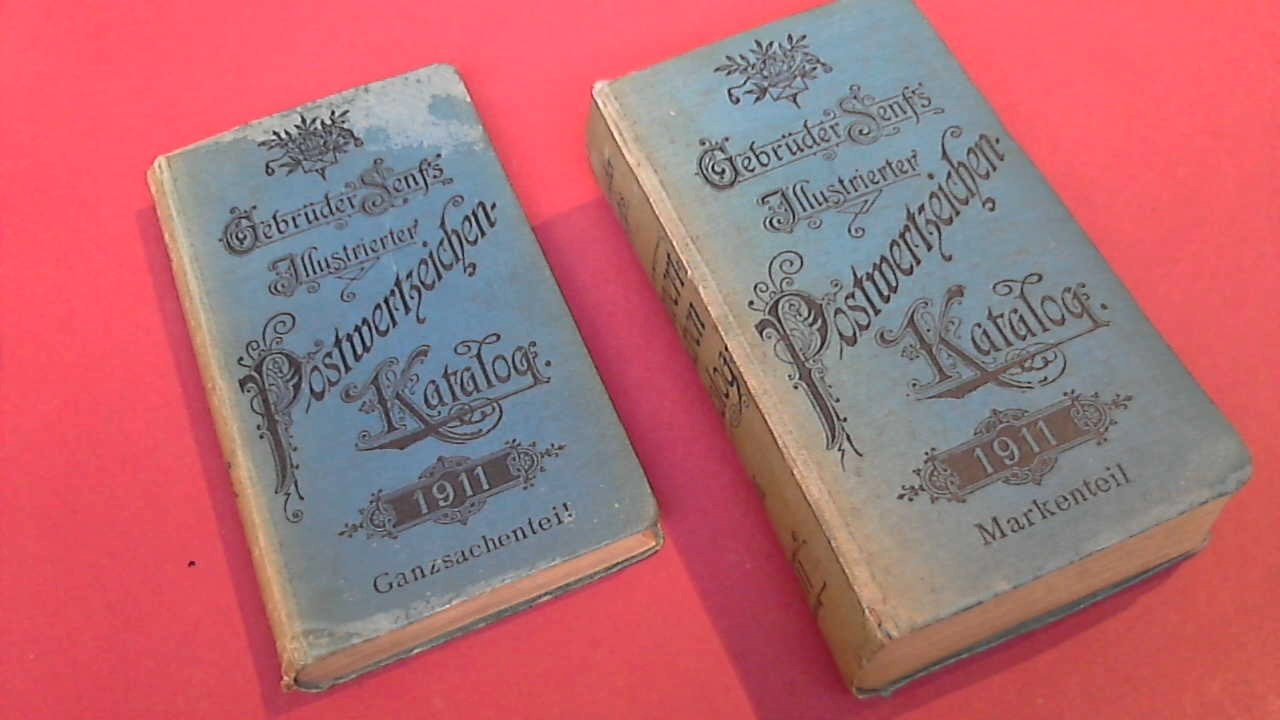 Gebrüder Senf's
Illustrierter
Postwertzeichen-
Katalog.
1911
Ganzsachenteil
Gebrüder Senf's
Illustrierter
Postwertzeichen-
Katalog.
1911
Markenteil